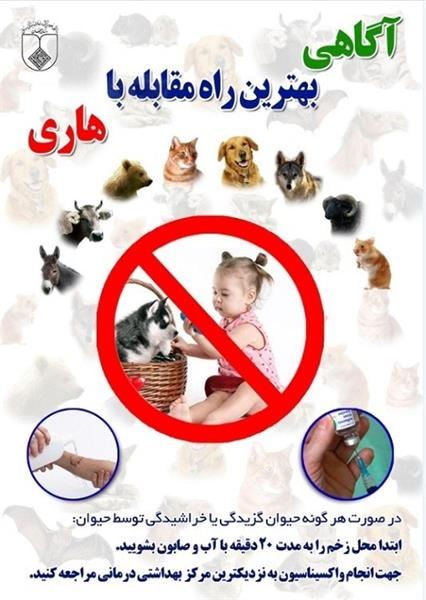 آگاهی
بهترین راه مقابله با
هاری
در صورت هر گونه حیوان گزیدگی یا خراشیدگی توسط حیوان:
ابتدا محل زخم را به مدت ۲۰ دقیقه با آب و صابون بشویید.
جهت انجام واکسیناسیون به نزدیکترین مرکز بهداشتی درمانی مراجعه کنید.